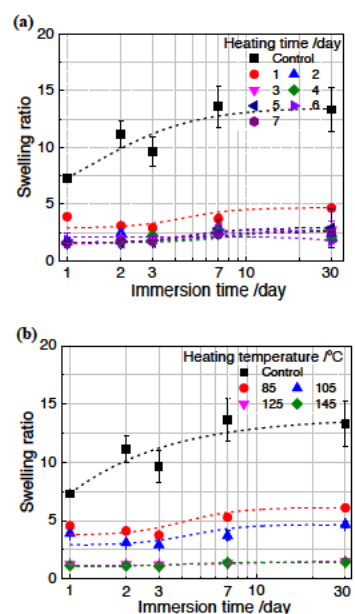 (a)
20
Heating time /day
Control
1 2
3 4
5 6
7
15
10
5
0
Swelling ratio
1 2 3 7 10 30
Immersion time /day
(b)
20
Heating temperature /°C
Control
85 105
125 145
15
10
5
0
Swelling ratio
1 2 3 7 10 30
Immersion time /day